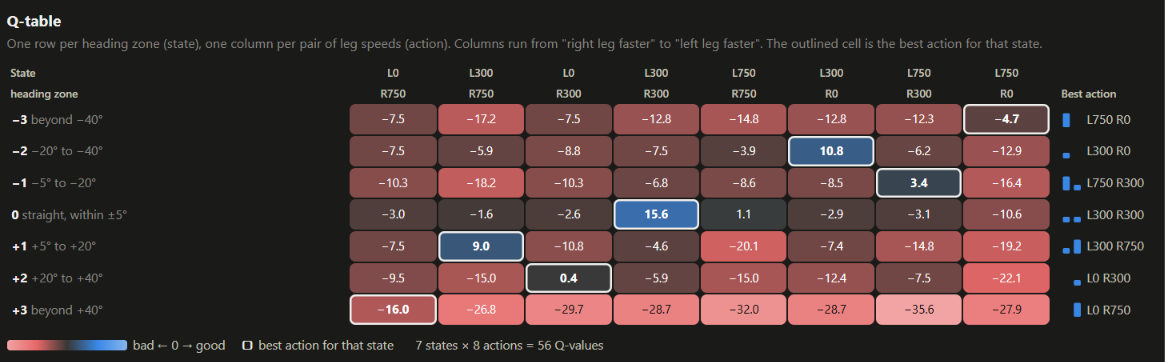 Q-table
One row per heading zone (state), one column per pair of leg speeds (action). Columns run from "right leg faster" to "left leg faster". The outlined cell is the best action for that state.
State L0 L300 L0 L300 L750 L300 L750 L750
heading zone R750 R750 R300 R300 R750 R0 R300 R0 Best action
−3 beyond −40° −7.5 −17.2 −7.5 −12.8 −14.8 −12.8 −12.3 −4.7 L750 R0
−2 −20° to −40° −7.5 −5.9 −8.8 −7.5 −3.9 10.8 −6.2 −12.9 L300 R0
−1 −5° to −20° −10.3 −18.2 −10.3 −6.8 −8.6 −8.5 3.4 −16.4 L750 R300
0 straight, within ±5° −3.0 −1.6 −2.6 15.6 1.1 −2.9 −3.1 −10.6 L300 R300
+1 +5° to +20° −7.5 9.0 −10.8 −4.6 −20.1 −7.4 −14.8 −19.2 L300 R750
+2 +20° to +40° −9.5 −15.0 0.4 −5.9 −15.0 −12.4 −7.5 −22.1 L0 R300
+3 beyond +40° −16.0 −26.8 −29.7 −28.7 −32.0 −28.7 −35.6 −27.9 L0 R750
bad ← 0 → good best action for that state 7 states × 8 actions = 56 Q-values